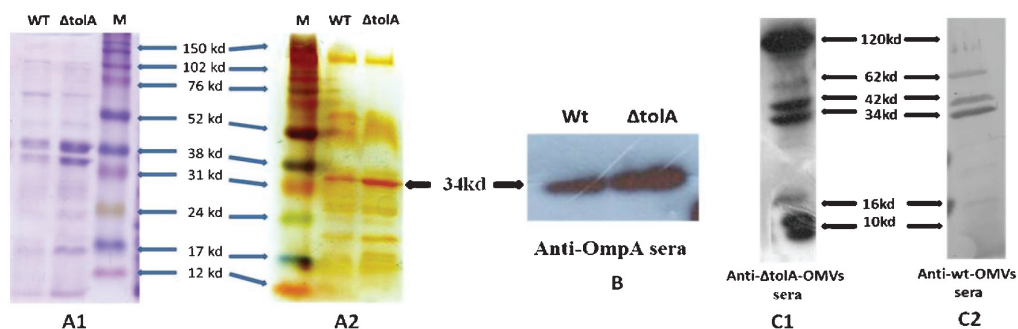 WT ΔtolA M
M WT ΔtolA
150 kd
102 kd
76 kd
52 kd
38 kd
31 kd
24 kd
17 kd
12 kd
A1
A2
34kd
Wt ΔtolA
Anti-OmpA sera
B
120kd
62kd
42kd
34kd
16kd
10kd
Anti-ΔtolA-OMVs
sera
C1
Anti-wt-OMVs
sera
C2